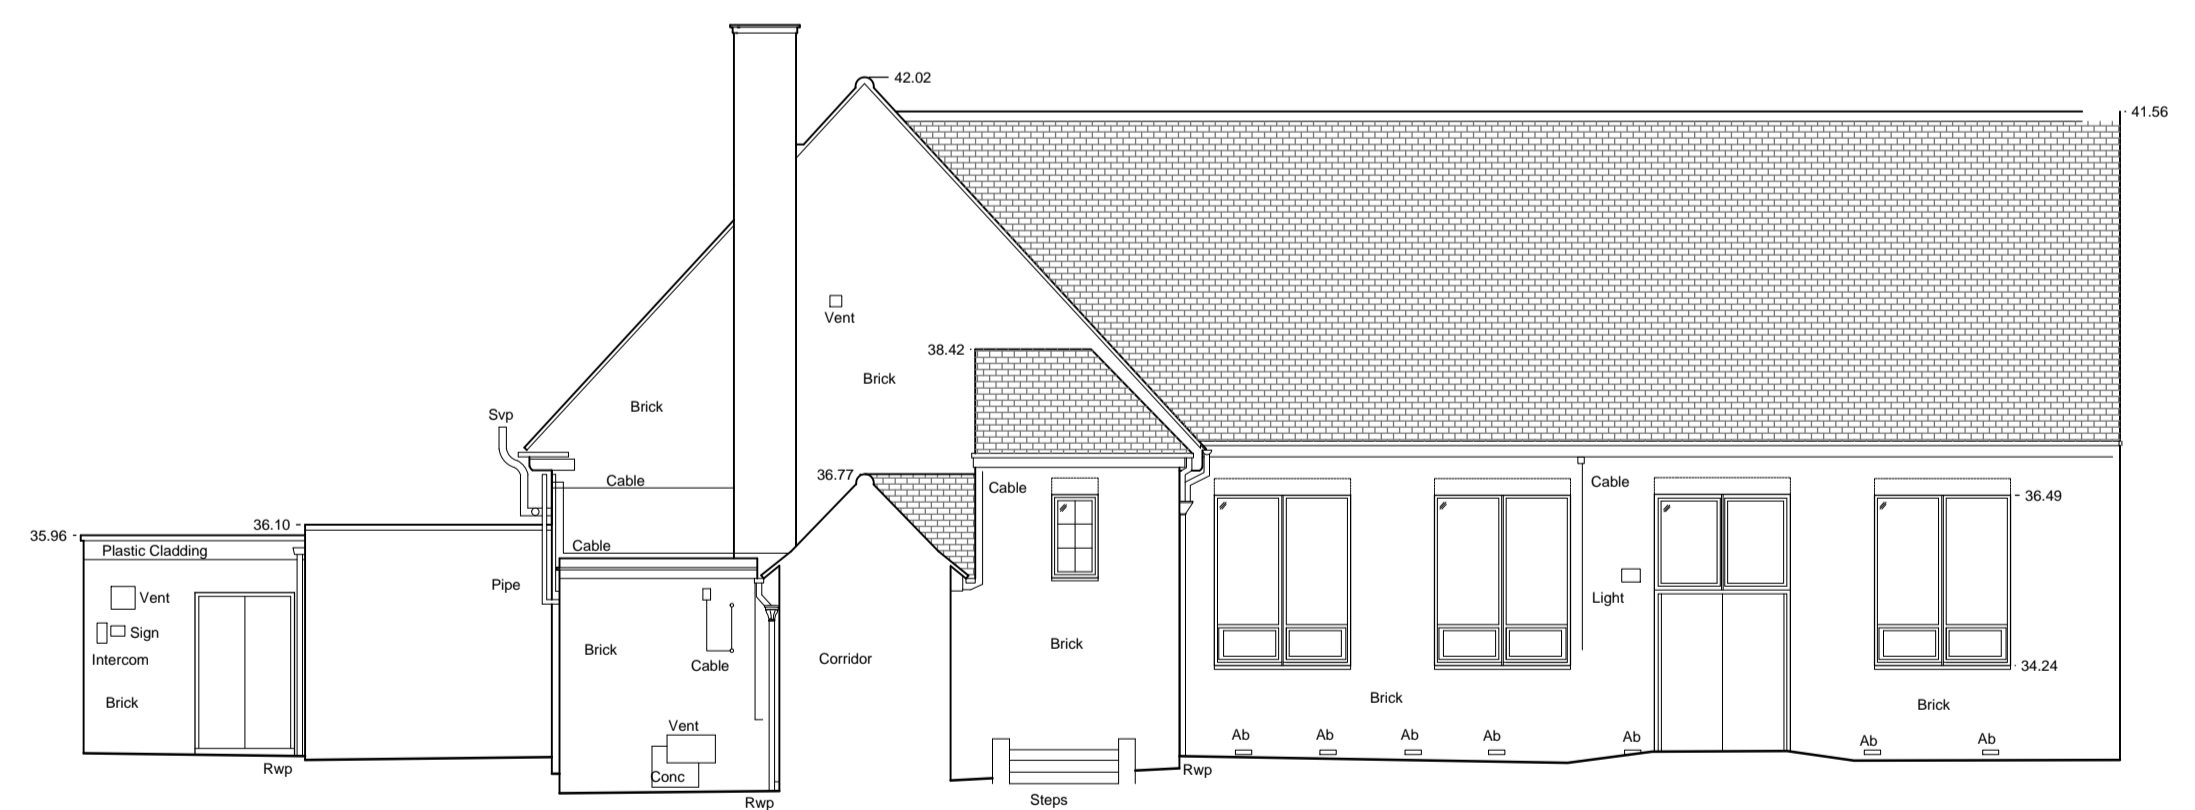 42.02
41.56
Vent
38.42
Brick
Brick
Svp
36.77
Cable
Cable
Cable
36.49
36.10
35.96
Plastic Cladding
Cable
Pipe
Vent
Light
Sign
Intercom
Brick
Cable
Corridor
Brick
34.24
Brick
Brick
Brick
Vent
Ab
Ab
Ab
Ab
Ab
Ab
Ab
Rwp
Conc
Rwp
Rwp
Steps